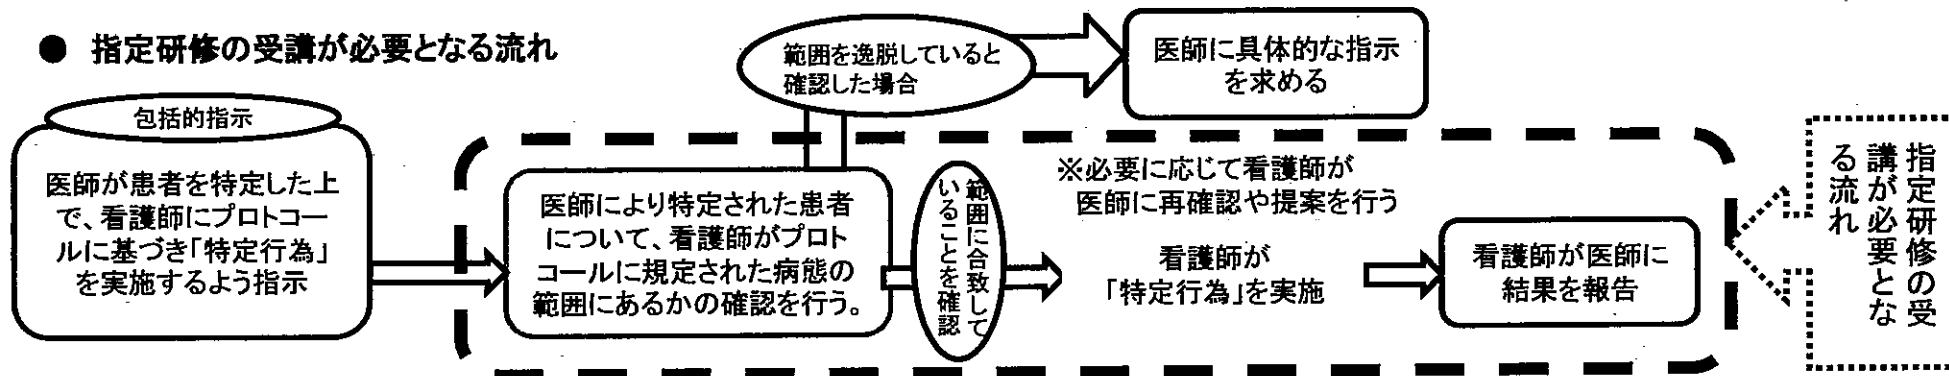 ● 指定研修の受講が必要となる流れ
包括的指示
医師が患者を特定した上
で、看護師にプロトコー
ルに基づき「特定行為」
を実施するよう指示
範囲を逸脱していると
確認した場合
医師に具体的な指示
を求める
医師により特定された患者
について、看護師がプロト
コールに規定された病態の
範囲にあるかの確認を行う。
範囲に合致して
いることを確認
※必要に応じて看護師が
医師に再確認や提案を行う
看護師が
「特定行為」を実施
看護師が医師に
結果を報告
指定研修の受
講が必要とな
る流れ